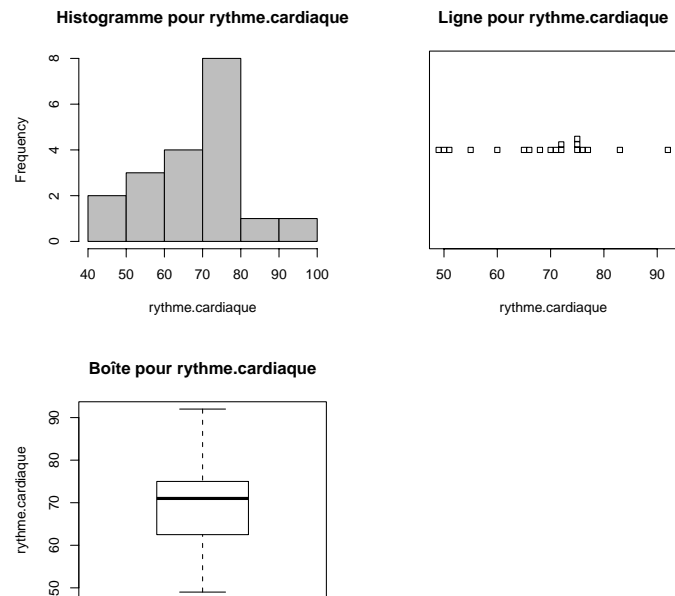 Histogramme pour rythme.cardiaque
Frequency
0 2 4 6 8
40 50 60 70 80 90 100
rythme.cardiaque
Ligne pour rythme.cardiaque
50 60 70 80 90
rythme.cardiaque
Boîte pour rythme.cardiaque
rythme.cardiaque
50 60 70 80 90